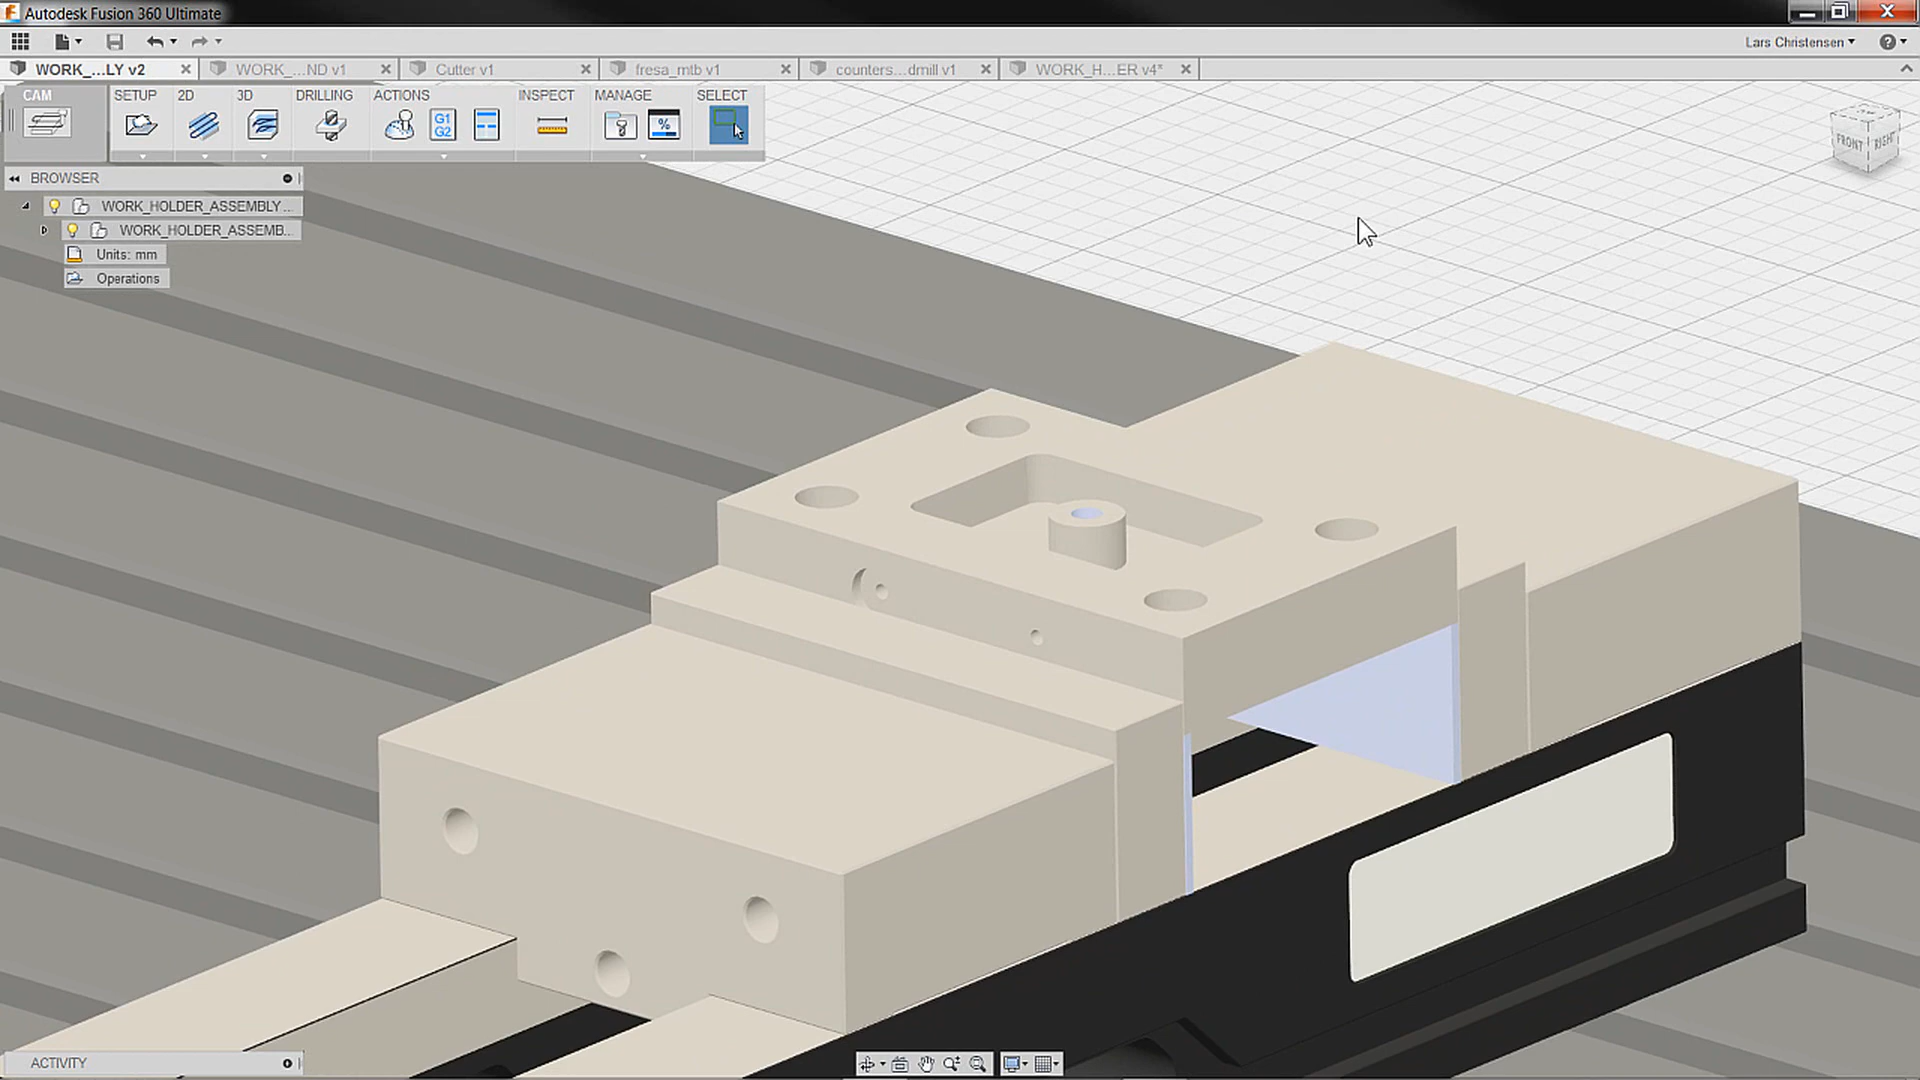 Autodesk Fusion 360 Ultimate
Lars Christensen
WORK_...LY v2
WORK_...ND v1
Cutter v1
fresa_mtb v1
counters...drmill v1
WORK_H...ER v4*
CAM
SETUP
2D
3D
DRILLING
ACTIONS
INSPECT
MANAGE
SELECT
G1
G2
%
BROWSER
WORK_HOLDER_ASSEMBLY...
WORK_HOLDER_ASSEMB...
Units: mm
Operations
FRONT
RIGHT
ACTIVITY